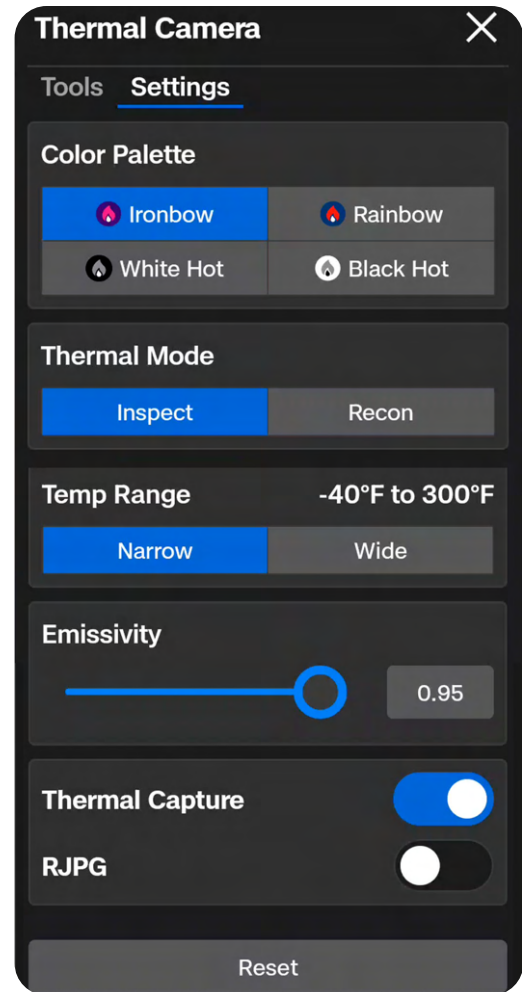 Thermal Camera
Tools Settings
Color Palette
Ironbow Rainbow
White Hot Black Hot
Thermal Mode
Inspect Recon
Temp Range -40°F to 300°F
Narrow Wide
Emissivity
0.95
Thermal Capture
RJPG
Reset